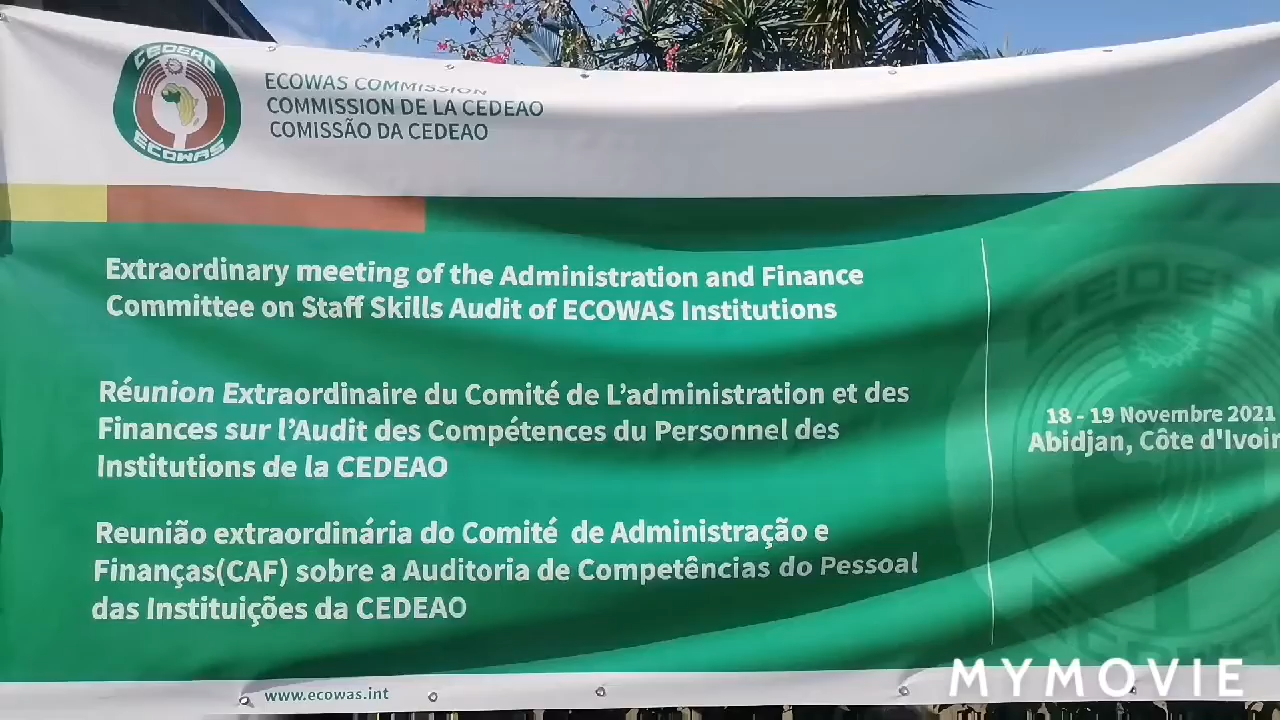 CEDEAO
ECOWAS
ECOWAS COMMISSION
COMMISSION DE LA CEDEAO
COMISSÃO DA CEDEAO
Extraordinary meeting of the Administration and Finance
Committee on Staff Skills Audit of ECOWAS Institutions
Réunion Extraordinaire du Comité de L’administration et des
Finances sur l’Audit des Compétences du Personnel des
Institutions de la CEDEAO
Reunião extraordinária do Comité de Administração e
Finanças(CAF) sobre a Auditoria de Competências do Pessoal
das Instituições da CEDEAO
18 - 19 Novembre 2021
Abidjan, Côte d'Ivoir
www.ecowas.int
MYMOVIE